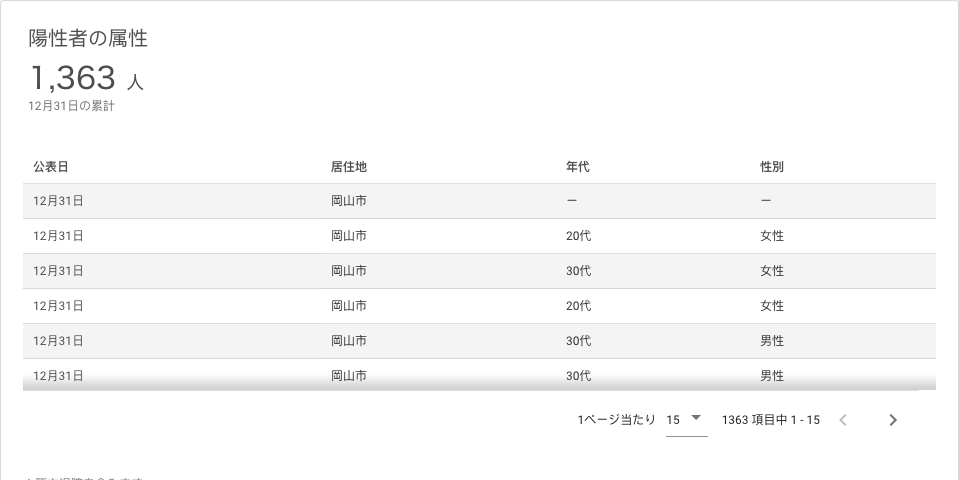 陽性者の属性
1,363 人
12月31日の累計
公表日 居住地 年代 性別
12月31日 岡山市 ー ー
12月31日 岡山市 20代 女性
12月31日 岡山市 30代 女性
12月31日 岡山市 20代 女性
12月31日 岡山市 30代 男性
12月31日 岡山市 30代 男性
1ページ当たり 15 1363 項目中 1 - 15